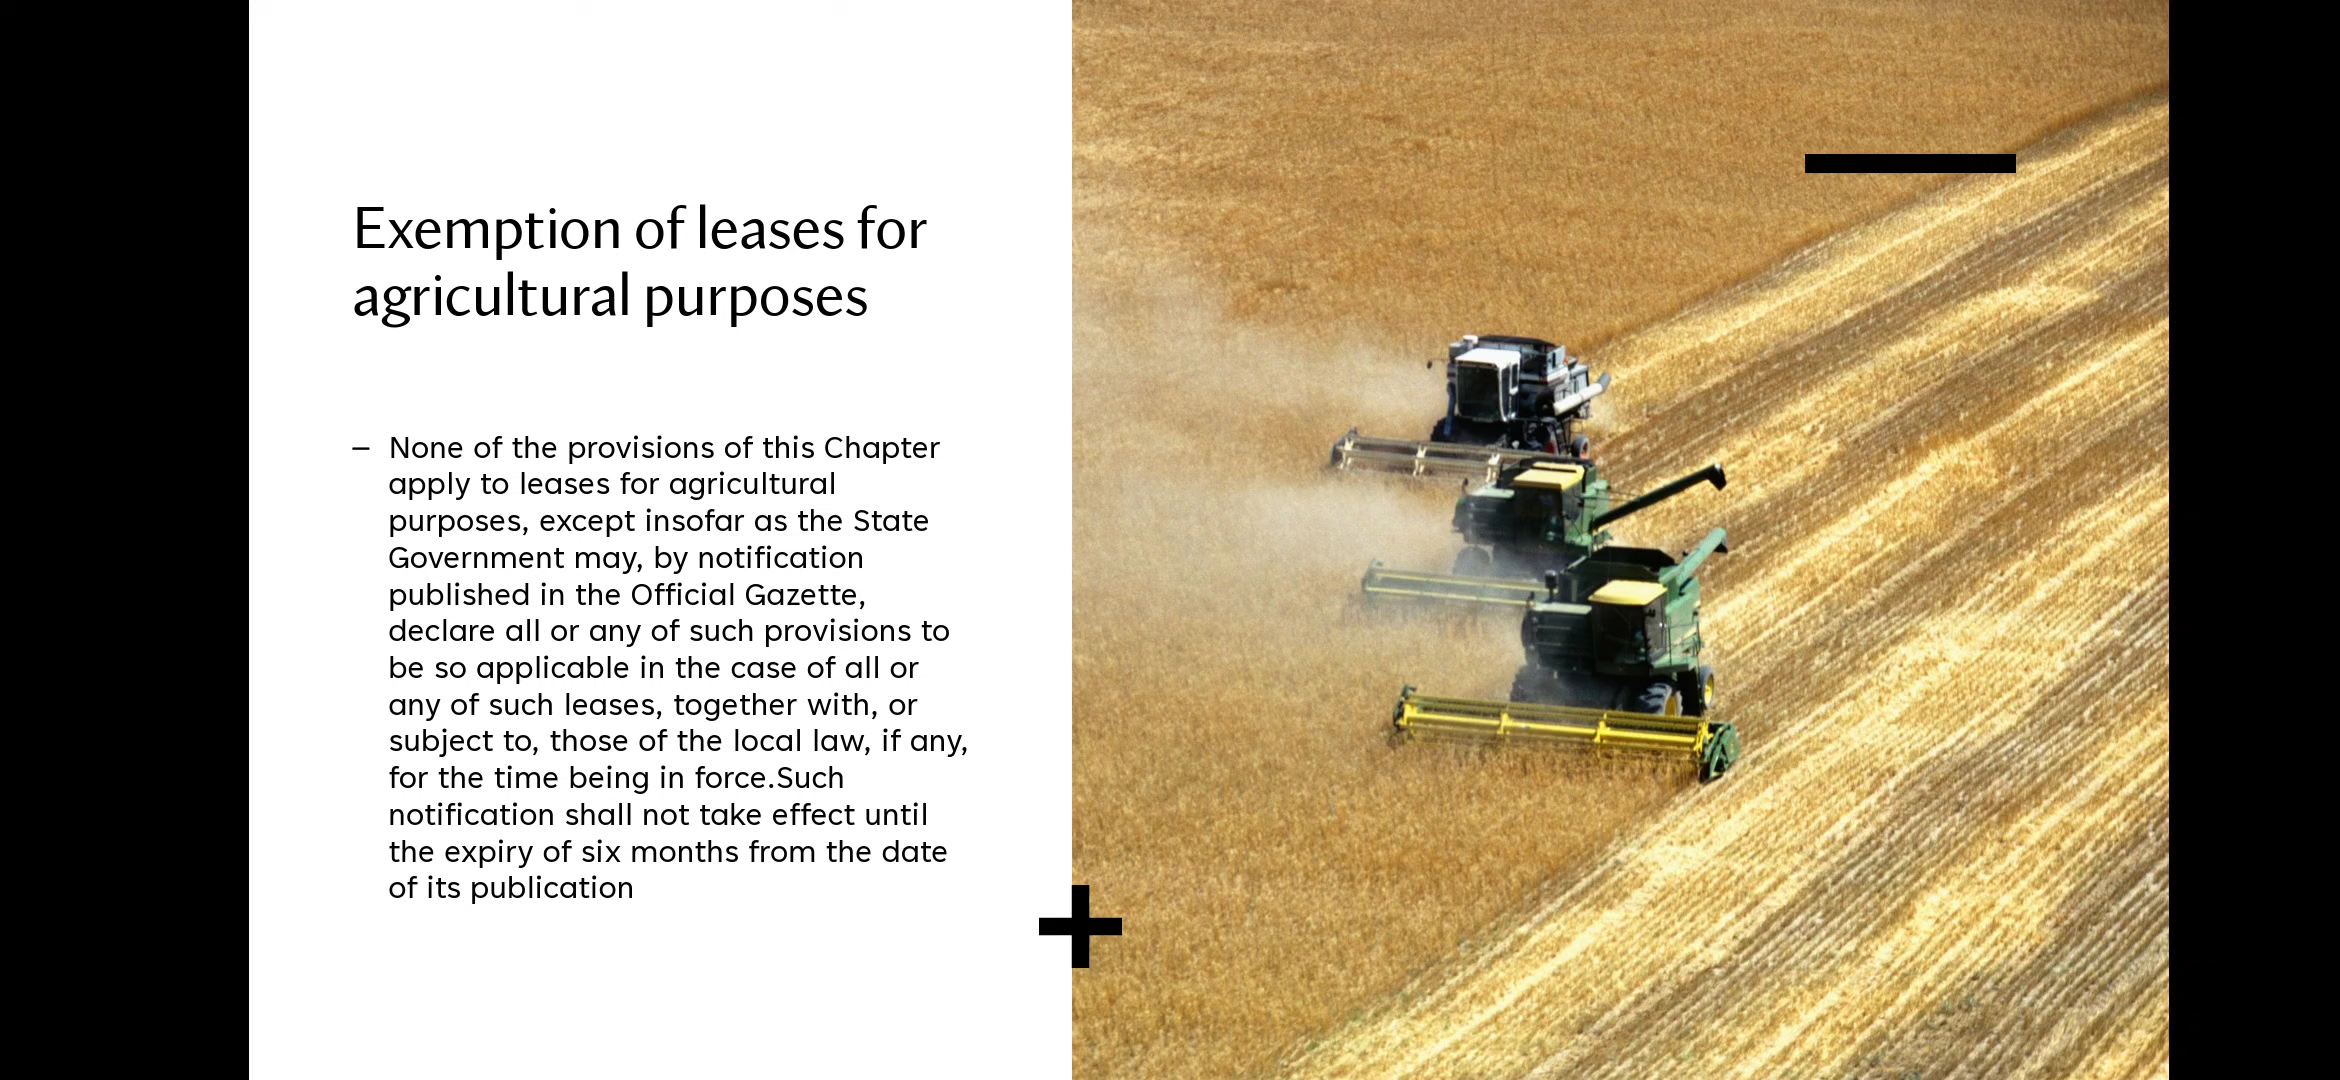 Exemption of leases for
agricultural purposes
– None of the provisions of this Chapter
apply to leases for agricultural
purposes, except insofar as the State
Government may, by notification
published in the Official Gazette,
declare all or any of such provisions to
be so applicable in the case of all or
any of such leases, together with, or
subject to, those of the local law, if any,
for the time being in force.Such
notification shall not take effect until
the expiry of six months from the date
of its publication